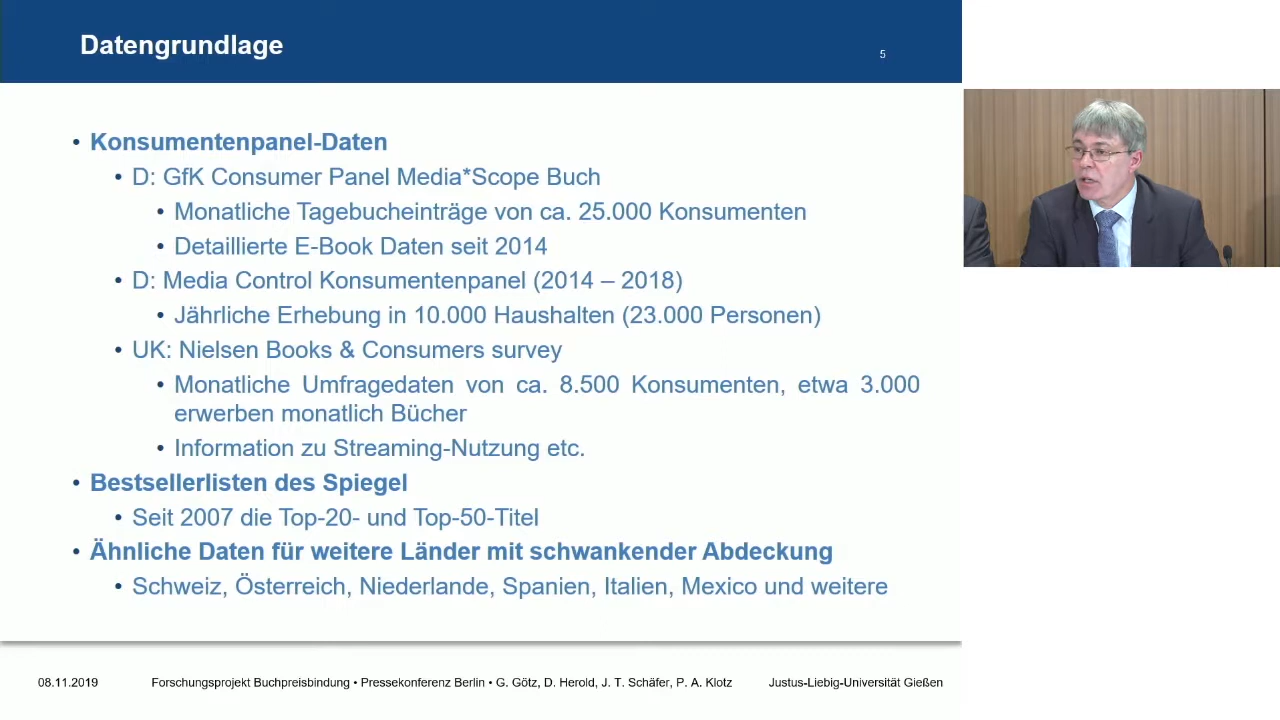 Datengrundlage
5
• Konsumentenpanel-Daten
• D: GfK Consumer Panel Media*Scope Buch
• Monatliche Tagebucheinträge von ca. 25.000 Konsumenten
• Detaillierte E-Book Daten seit 2014
• D: Media Control Konsumentenpanel (2014 – 2018)
• Jährliche Erhebung in 10.000 Haushalten (23.000 Personen)
• UK: Nielsen Books & Consumers survey
• Monatliche Umfragedaten von ca. 8.500 Konsumenten, etwa 3.000
erwerben monatlich Bücher
• Information zu Streaming-Nutzung etc.
• Bestsellerlisten des Spiegel
• Seit 2007 die Top-20- und Top-50-Titel
• Ähnliche Daten für weitere Länder mit schwankender Abdeckung
• Schweiz, Österreich, Niederlande, Spanien, Italien, Mexico und weitere
08.11.2019 Forschungsprojekt Buchpreisbindung • Pressekonferenz Berlin • G. Götz, D. Herold, J. T. Schäfer, P. A. Klotz Justus-Liebig-Universität Gießen